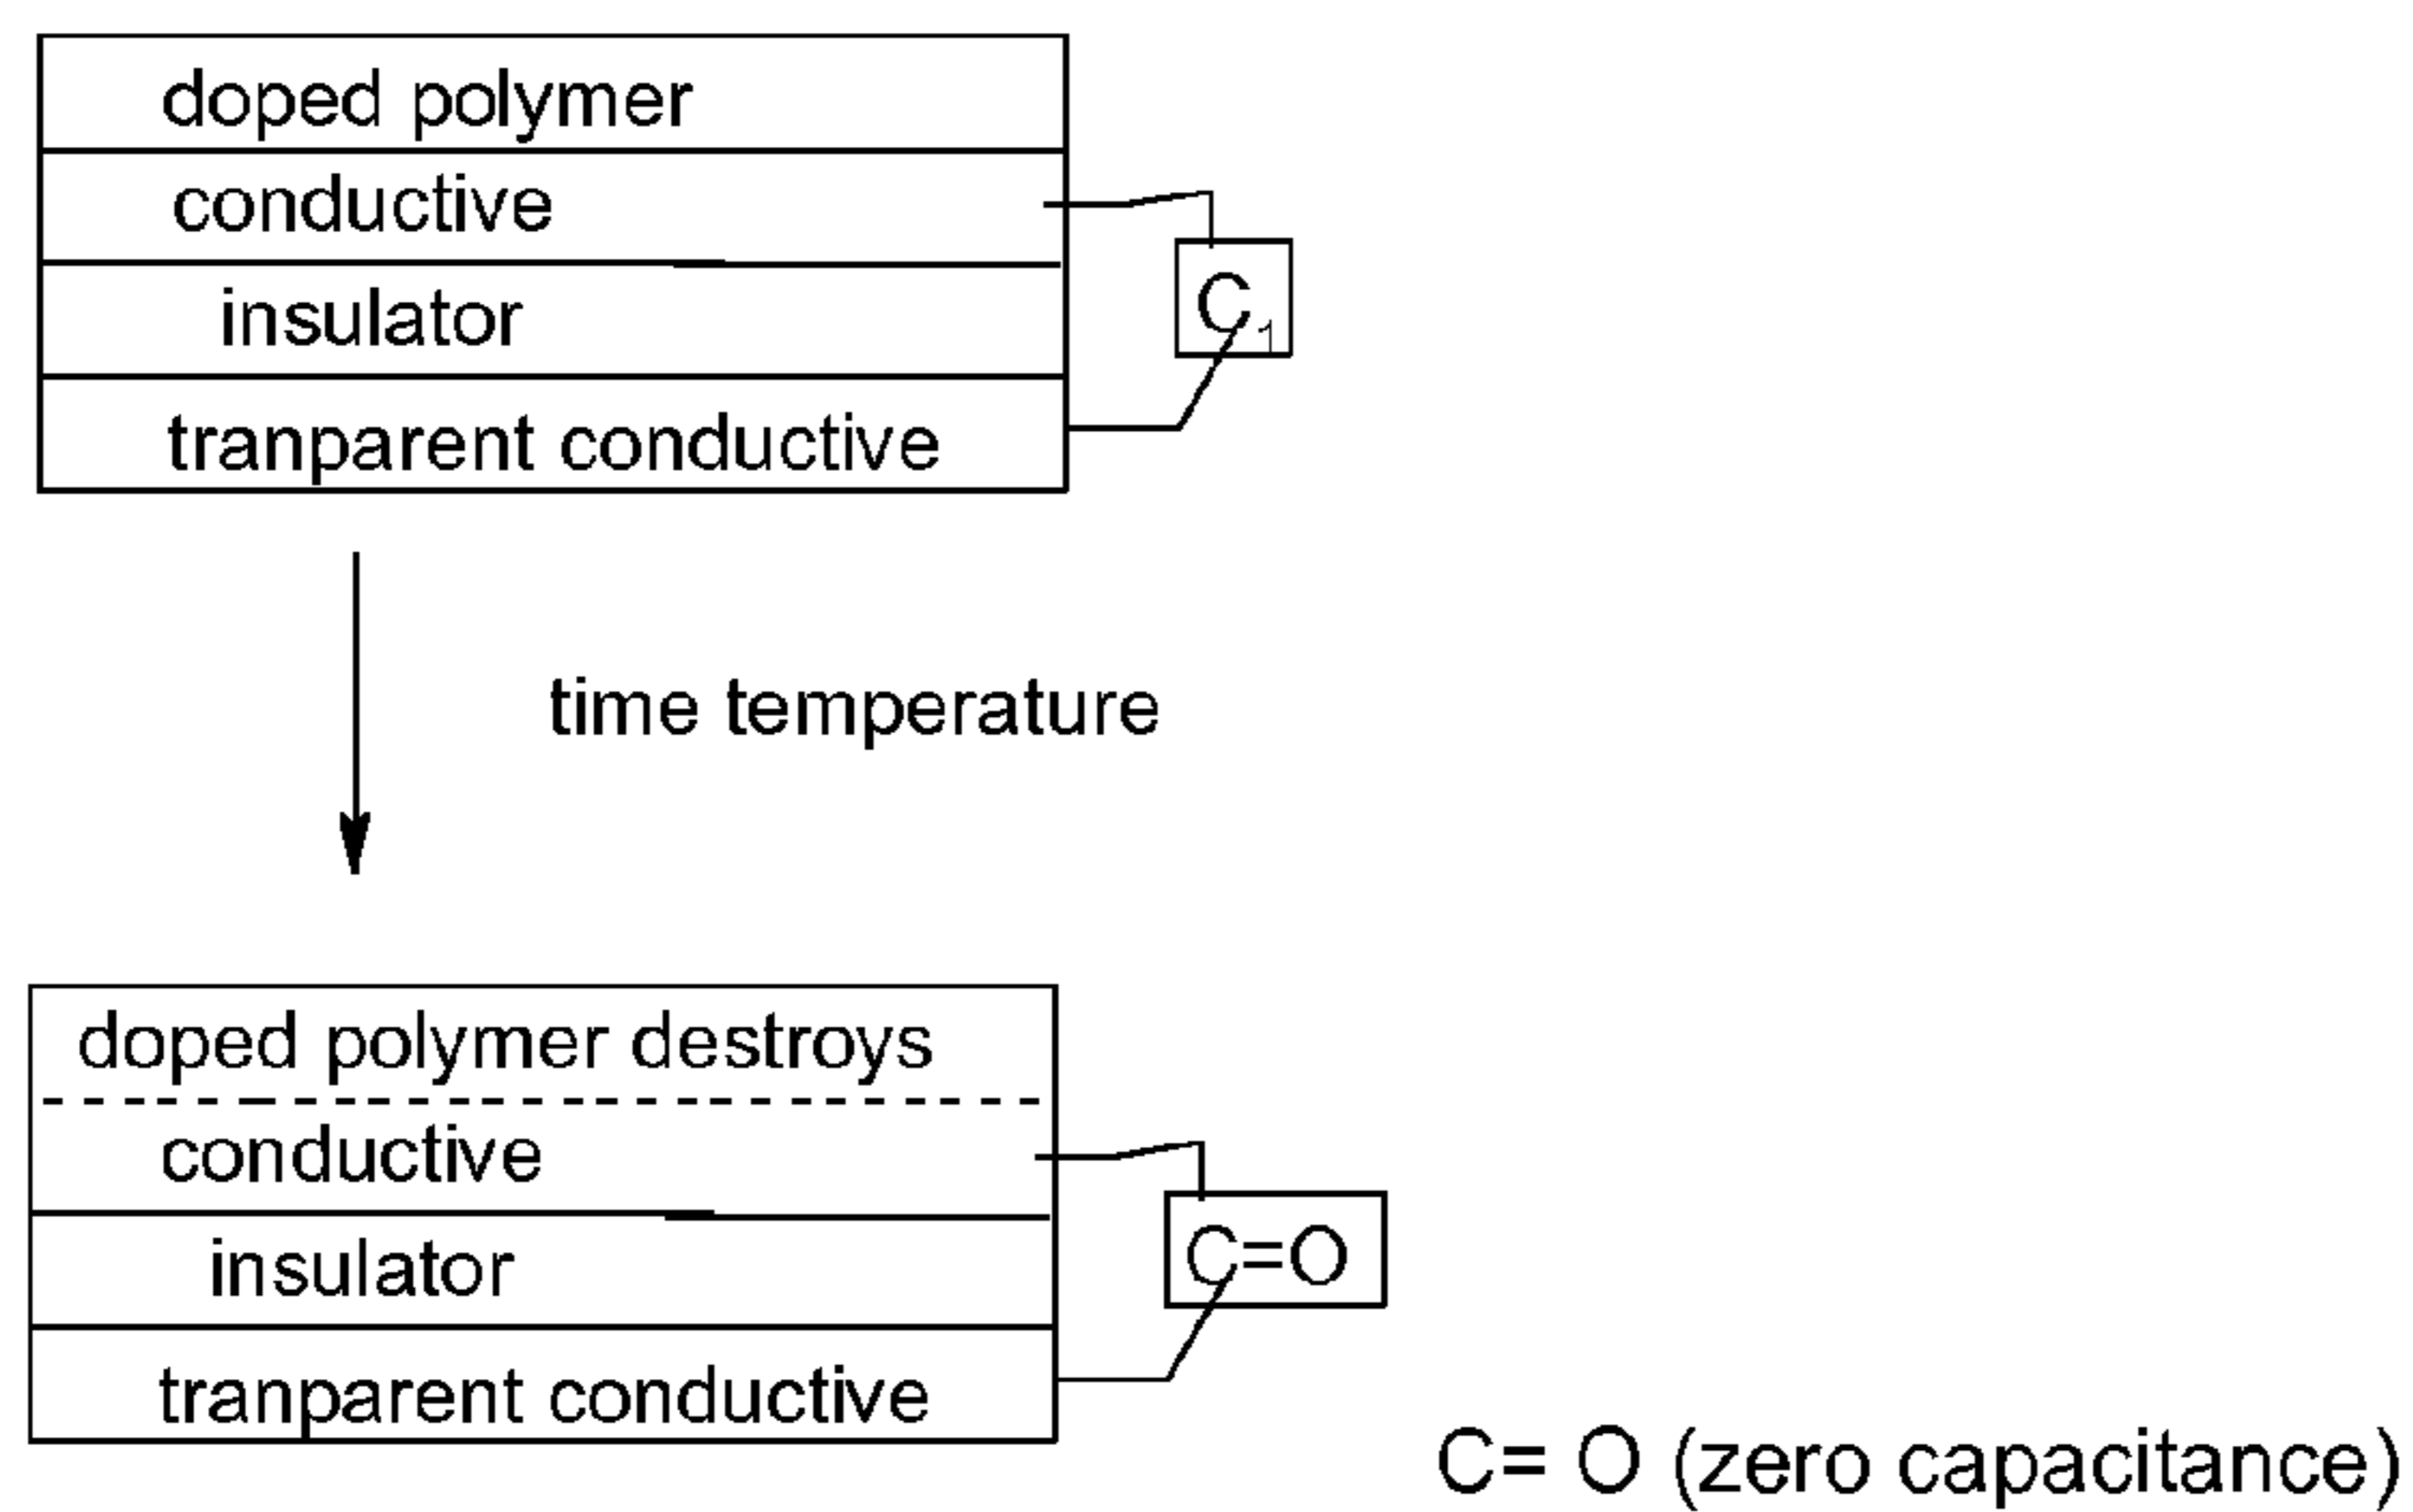 doped polymer
conductive
C1
insulator
tranparent conductive
time temperature
doped polymer destroys
conductive
C=O
insulator
tranparent conductive
C= O (zero capacitance)